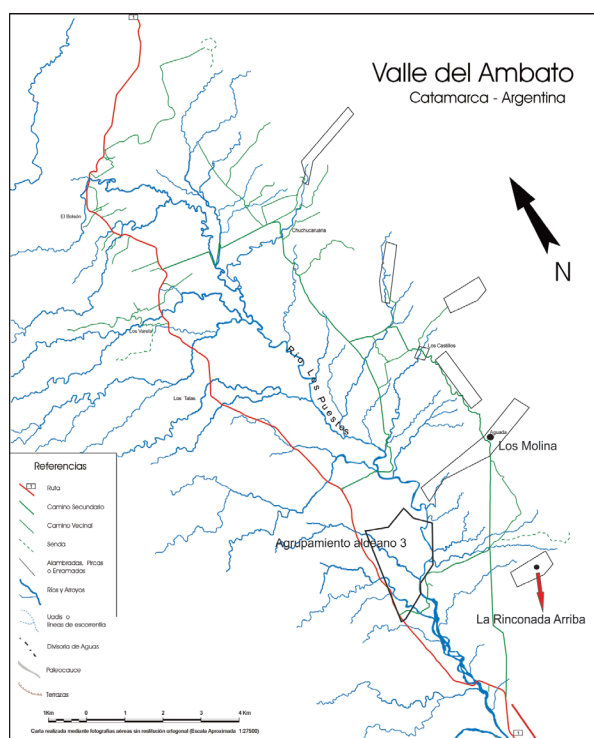 1
Valle del Ambato
Catamarca - Argentina
N
El Bolsón
Chuchucaruana
Los Varela
Los Castillos
Río Los Puestos
Los Talas
Aguada
Los Molina
Agrupamiento aldeano 3
La Rinconada Arriba
Referencias
1
Ruta
Camino Secundario
Camino Vecinal
Senda
Alambradas, Pircas
o Enramadas
Ríos y Arroyos
Uadis o
líneas de escorrentía
Divisoria de Aguas
Paleocauce
Terrazas
1Km 0 1 2 3 4 Km
Carta realizada mediante fotografías aéreas sin restitución ortogonal (Escala Aproximada 1:27500)
1